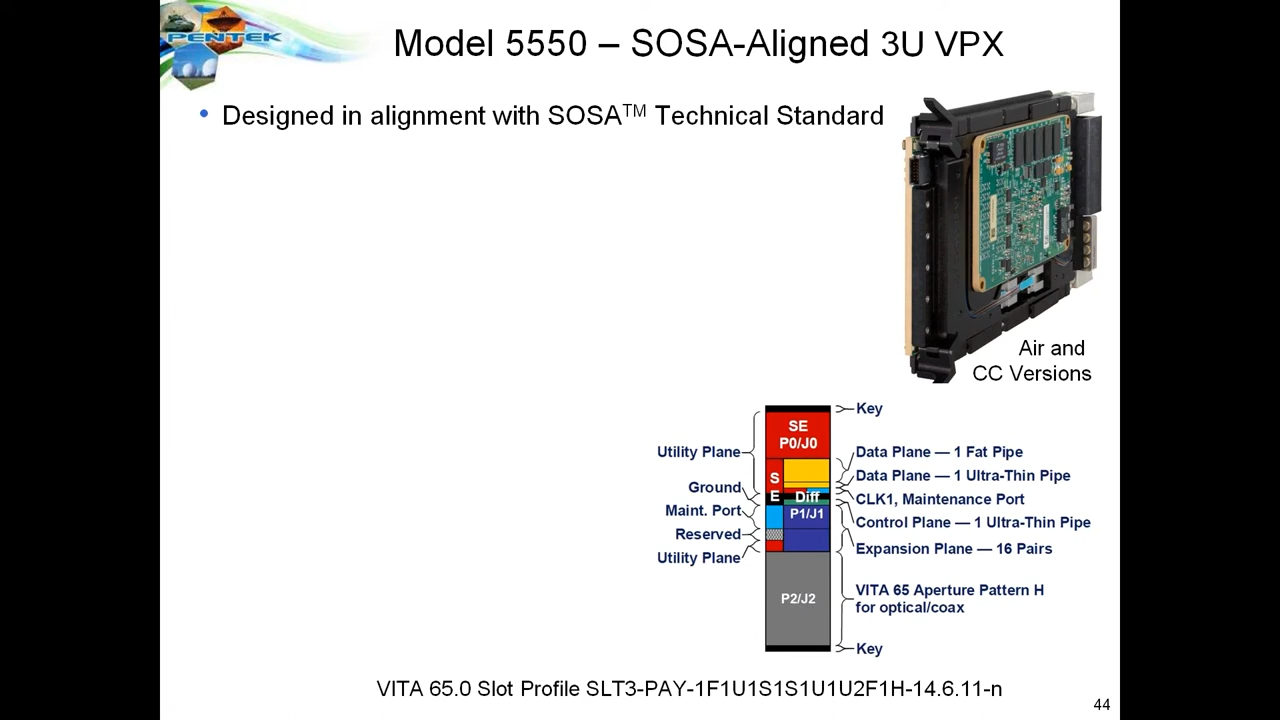 PENTEK
Model 5550 – SOSA-Aligned 3U VPX
• Designed in alignment with SOSA™ Technical Standard
Air and
CC Versions
Key
SE
P0/J0
Utility Plane
Data Plane — 1 Fat Pipe
Data Plane — 1 Ultra-Thin Pipe
S
E
Ground
Diff
CLK1, Maintenance Port
Maint. Port
P1/J1
Control Plane — 1 Ultra-Thin Pipe
Reserved
Expansion Plane — 16 Pairs
Utility Plane
P2/J2
VITA 65 Aperture Pattern H
for optical/coax
Key
VITA 65.0 Slot Profile SLT3-PAY-1F1U1S1S1U1U2F1H-14.6.11-n
44